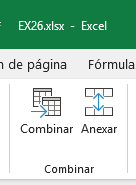 EX26.xlsx - Excel
n de página Fórmula
Combinar Anexar
Combinar